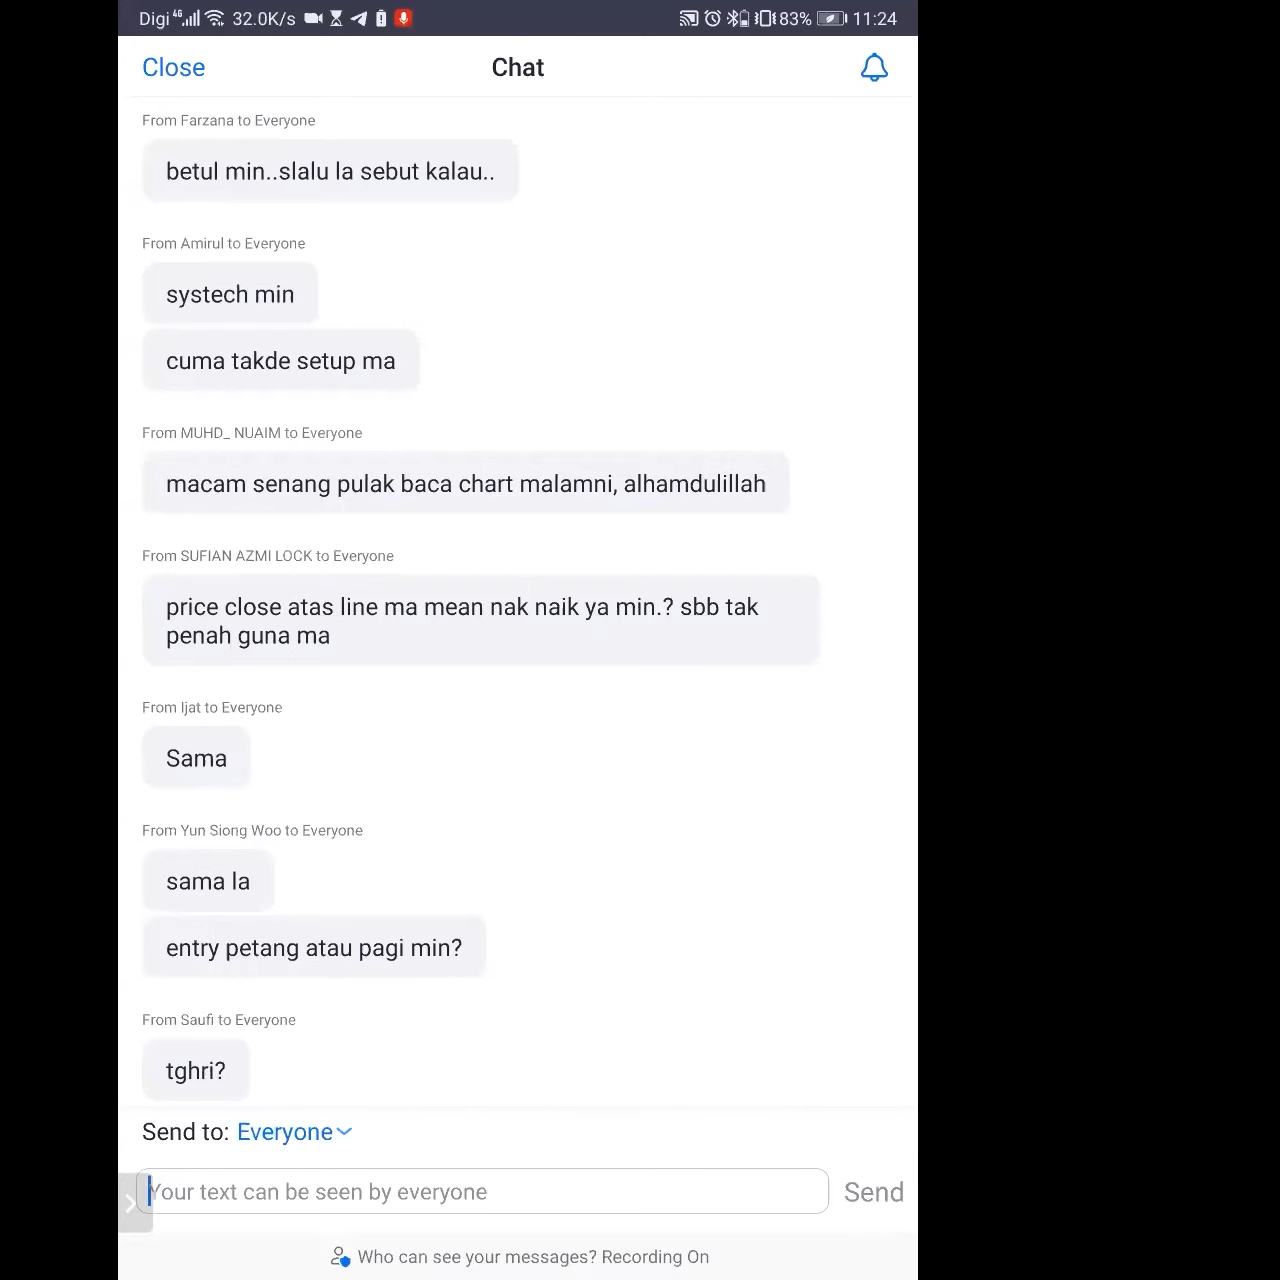 Digi 4G 32.0K/s 83% 11:24
Close Chat
From Farzana to Everyone
betul min..slalu la sebut kalau..
From Amirul to Everyone
systech min
cuma takde setup ma
From MUHD_ NUAIM to Everyone
macam senang pulak baca chart malamni, alhamdulillah
From SUFIAN AZMI LOCK to Everyone
price close atas line ma mean nak naik ya min.? sbb tak
penah guna ma
From Ijat to Everyone
Sama
From Yun Siong Woo to Everyone
sama la
entry petang atau pagi min?
From Saufi to Everyone
tghri?
Send to: Everyone
Your text can be seen by everyone Send
Who can see your messages? Recording On